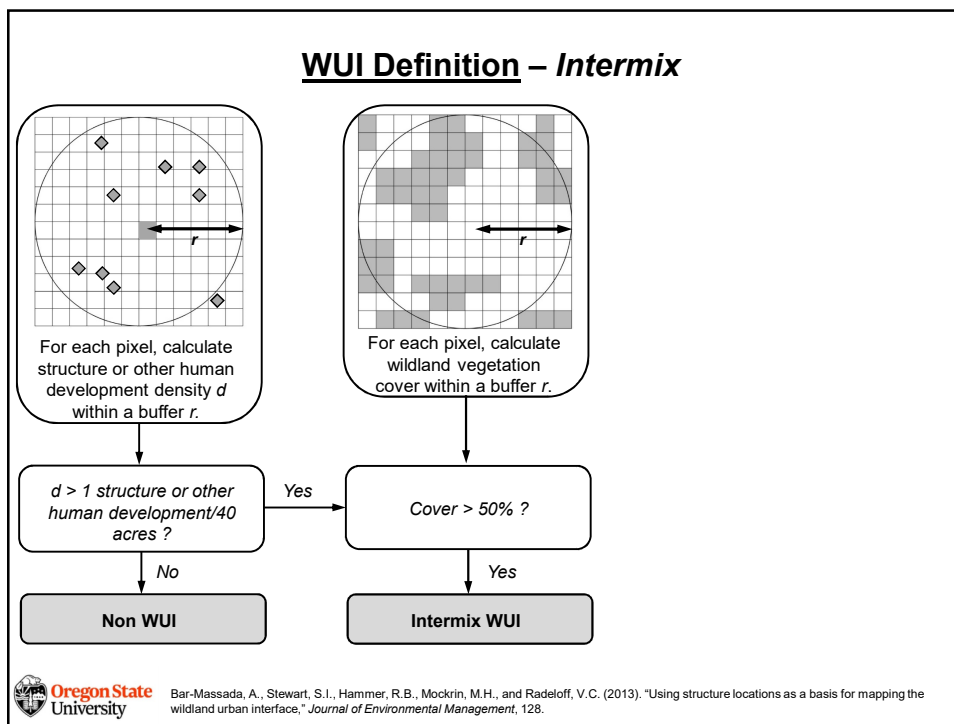 WUI Definition – Intermix
r
For each pixel, calculate
structure or other human
development density d
within a buffer r.
r
For each pixel, calculate
wildland vegetation
cover within a buffer r.
d > 1 structure or other
human development/40
acres ?
Yes
Cover > 50% ?
No
Yes
Non WUI
Intermix WUI
Oregon State
University
Bar-Massada, A., Stewart, S.I., Hammer, R.B., Mockrin, M.H., and Radeloff, V.C. (2013). “Using structure locations as a basis for mapping the
wildland urban interface,” Journal of Environmental Management, 128.